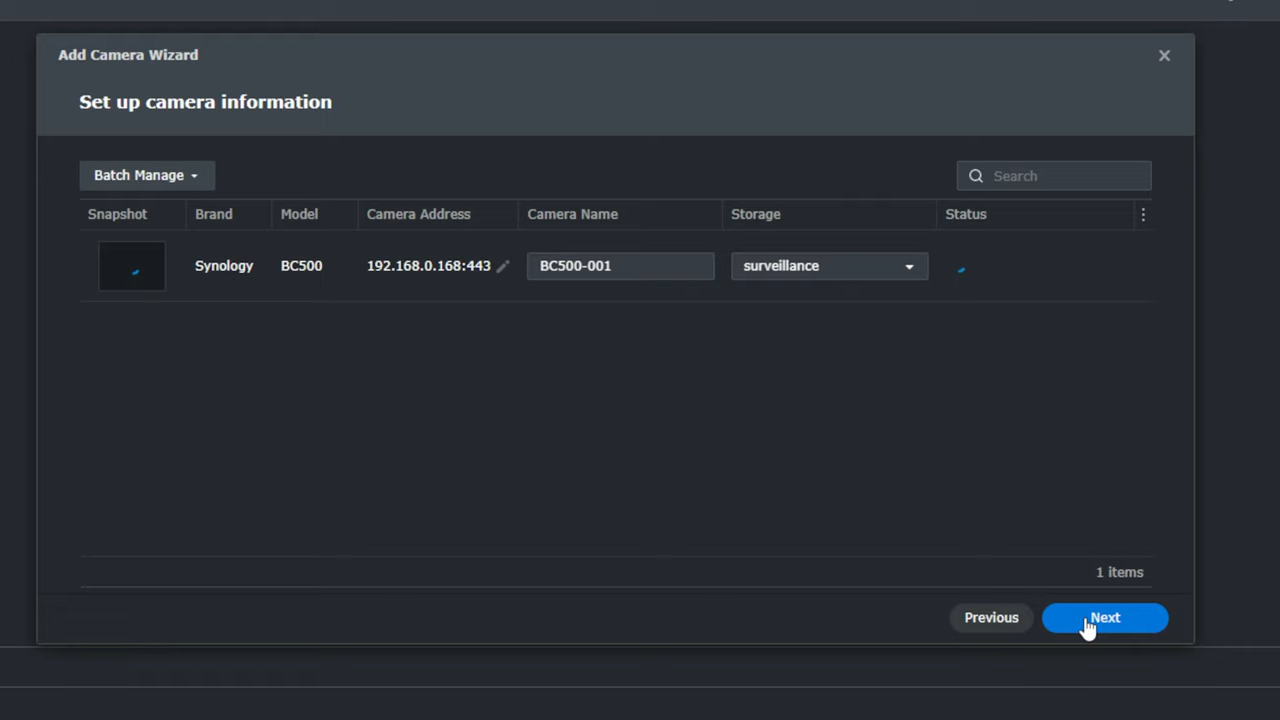 Add Camera Wizard
Set up camera information
Batch Manage
Search
Snapshot Brand Model Camera Address Camera Name Storage Status
Synology BC500 192.168.0.168:443 BC500-001 surveillance
1 items
Previous Next